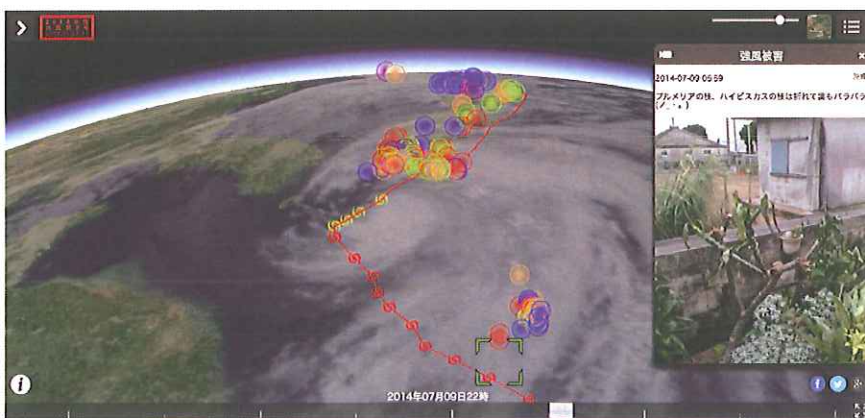 強風被害
×
2014-07-09 05:59
プルメリアの枝、ハイビスカスの枝は折れて葉もバラバラ
i
2014年07月09日22時
f
g+